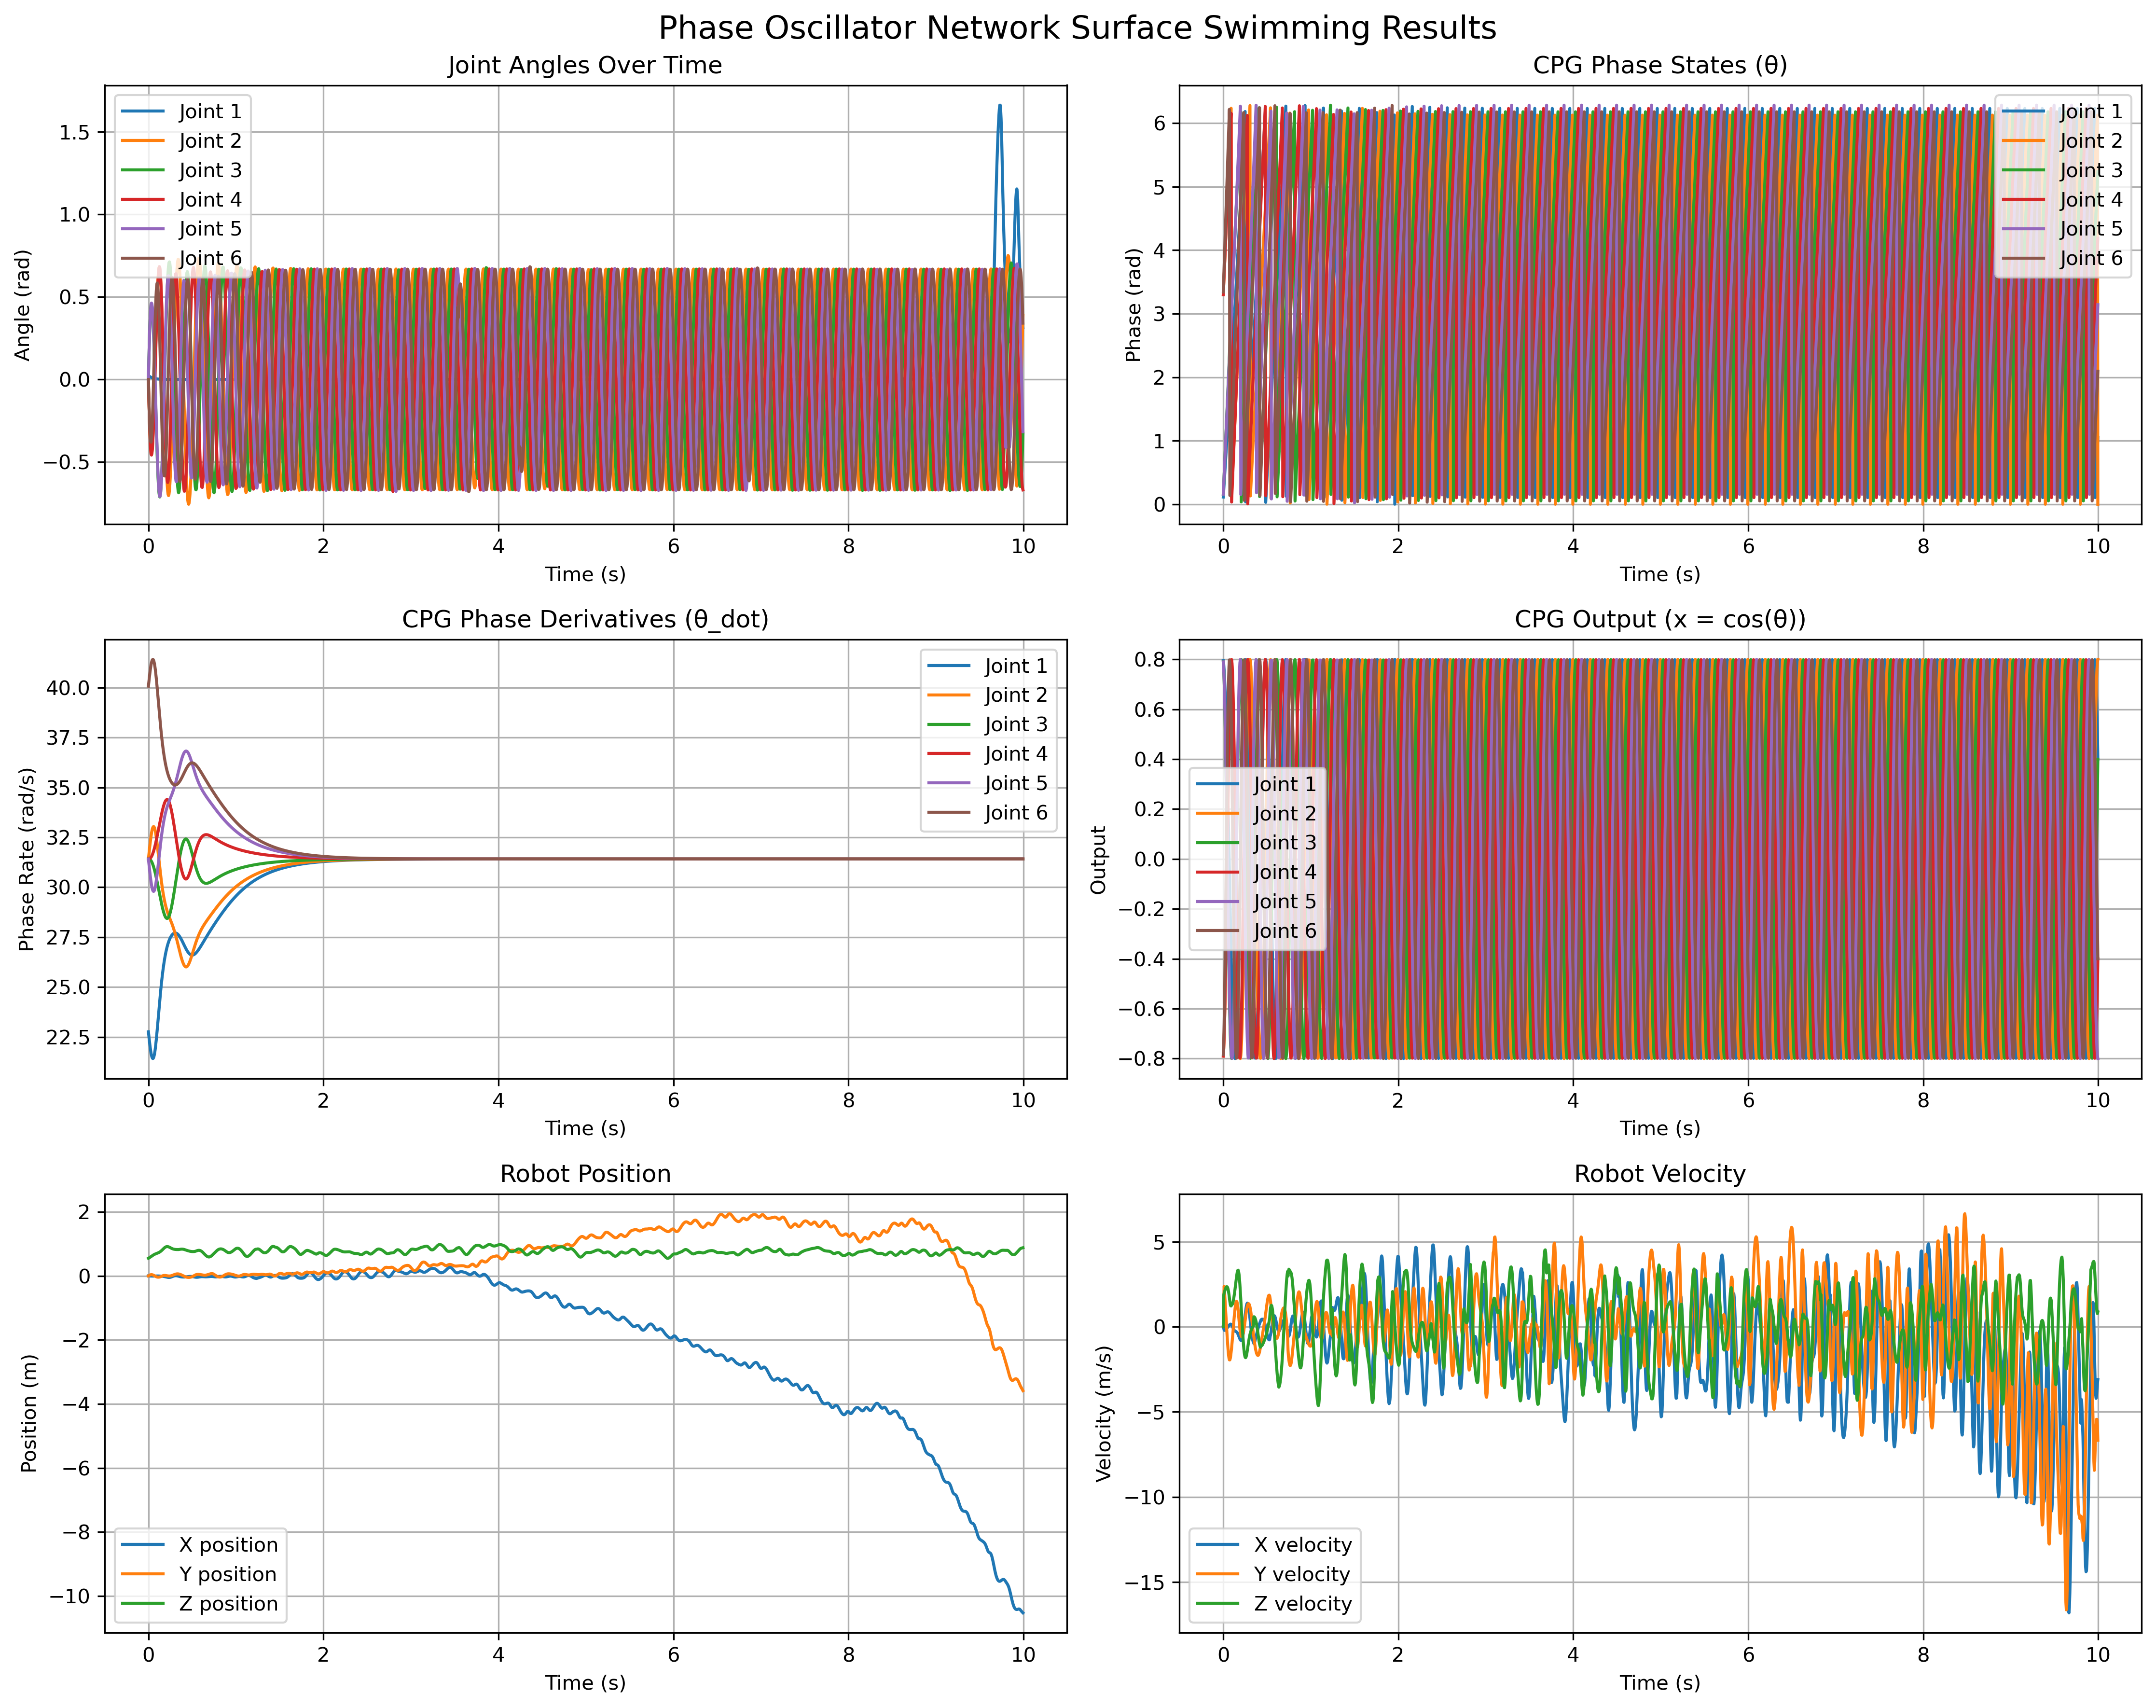 Phase Oscillator Network Surface Swimming Results
Joint Angles Over Time
Angle (rad)
1.5
1.0
0.5
0.0
−0.5
Joint 1
Joint 2
Joint 3
Joint 4
Joint 5
Joint 6
0 2 4 6 8 10
Time (s)
CPG Phase States (θ)
Phase (rad)
6
5
4
3
2
1
0
Joint 1
Joint 2
Joint 3
Joint 4
Joint 5
Joint 6
0 2 4 6 8 10
Time (s)
CPG Phase Derivatives (θ_dot)
Phase Rate (rad/s)
40.0
37.5
35.0
32.5
30.0
27.5
25.0
22.5
Joint 1
Joint 2
Joint 3
Joint 4
Joint 5
Joint 6
0 2 4 6 8 10
Time (s)
CPG Output (x = cos(θ))
Output
0.8
0.6
0.4
0.2
0.0
−0.2
−0.4
−0.6
−0.8
Joint 1
Joint 2
Joint 3
Joint 4
Joint 5
Joint 6
0 2 4 6 8 10
Time (s)
Robot Position
Position (m)
2
0
−2
−4
−6
−8
−10
X position
Y position
Z position
0 2 4 6 8 10
Time (s)
Robot Velocity
Velocity (m/s)
5
0
−5
−10
−15
X velocity
Y velocity
Z velocity
0 2 4 6 8 10
Time (s)